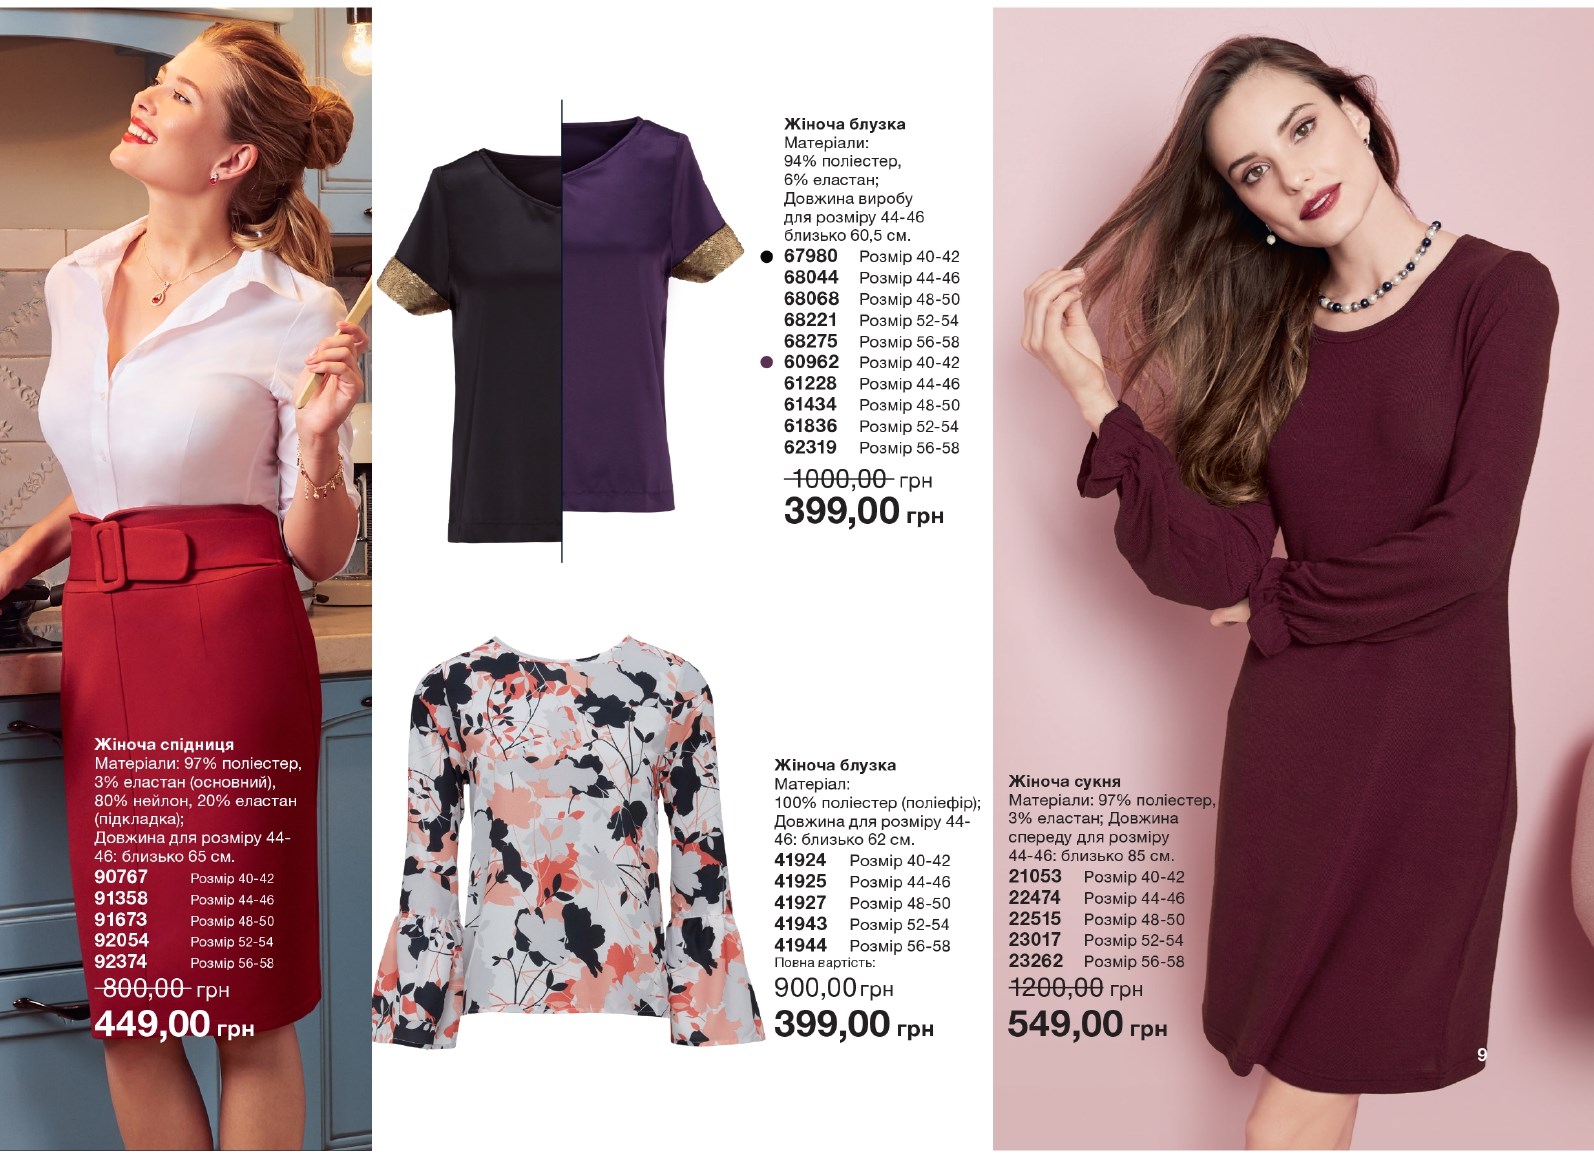 Жіноча спідниця
Матеріали: 97% поліестер,
3% еластан (основний),
80% нейлон, 20% еластан
(підкладка);
Довжина для розміру 44-
46: близько 65 см.
90767 Розмір 40-42
91358 Розмір 44-46
91673 Розмір 48-50
92054 Розмір 52-54
92374 Розмір 56-58
800,00 грн
449,00 грн
Жіноча блузка
Матеріали:
94% поліестер,
6% еластан;
Довжина виробу
для розміру 44-46
близько 60,5 см.
67980 Розмір 40-42
68044 Розмір 44-46
68068 Розмір 48-50
68221 Розмір 52-54
68275 Розмір 56-58
60962 Розмір 40-42
61228 Розмір 44-46
61434 Розмір 48-50
61836 Розмір 52-54
62319 Розмір 56-58
1000,00 грн
399,00 грн
Жіноча блузка
Матеріал:
100% поліестер (поліефір);
Довжина для розміру 44-
46: близько 62 см.
41924 Розмір 40-42
41925 Розмір 44-46
41927 Розмір 48-50
41943 Розмір 52-54
41944 Розмір 56-58
Повна вартість:
900,00 грн
399,00 грн
Жіноча сукня
Матеріали: 97% поліестер,
3% еластан; Довжина
спереду для розміру
44-46: близько 85 см.
21053 Розмір 40-42
22474 Розмір 44-46
22515 Розмір 48-50
23017 Розмір 52-54
23262 Розмір 56-58
1200,00 грн
549,00 грн
9